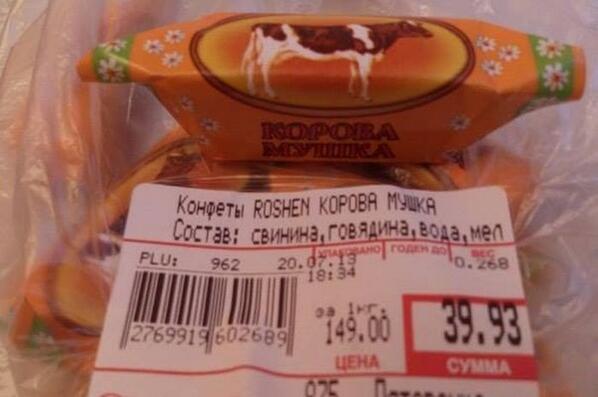 КОРОВА
МУШКА
Конфеты ROSHEN КОРОВА МУШКА
Состав: свинина,говядина,вода,мел
УПАКОВАНО ГОДЕН ДО ВЕС
PLU: 962 20.07.13 0.268
18:34
за 1кг.
149.00 39.93
ЦЕНА СУММА
2769919602689